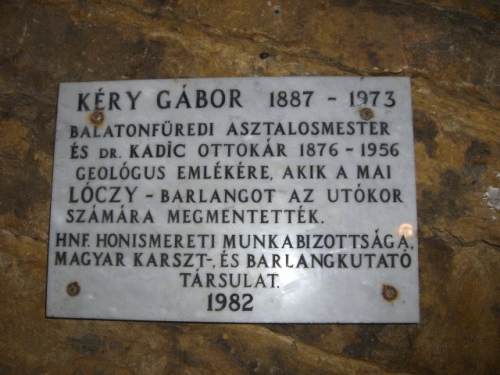 KÉRY GÁBOR 1887 - 1973
BALATONFÜREDI ASZTALOSMESTER
ÉS DR. KADIC OTTOKÁR 1876 - 1956
GEOLÓGUS EMLÉKÉRE, AKIK A MAI
LÓCZY - BARLANGOT AZ UTÓKOR
SZÁMÁRA MEGMENTETTÉK.
HNF. HONISMERETI MUNKABIZOTTSÁGA,
MAGYAR KARSZT-, ÉS BARLANGKUTATÓ
TÁRSULAT.
1982